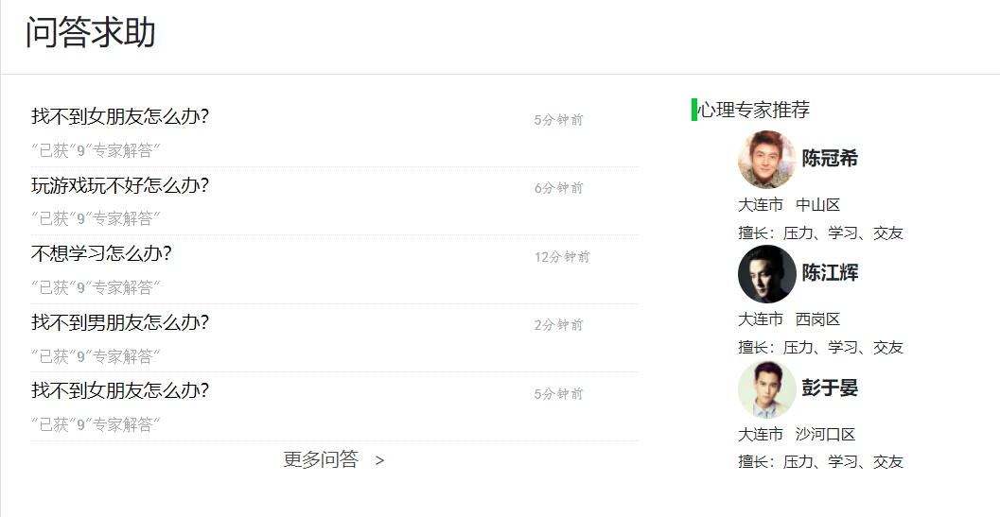 问答求助
找不到女朋友怎么办？
5分钟前
"已获"9"专家解答"
玩游戏玩不好怎么办？
6分钟前
"已获"9"专家解答"
不想学习怎么办？
12分钟前
"已获"9"专家解答"
找不到男朋友怎么办？
2分钟前
"已获"9"专家解答"
找不到女朋友怎么办？
5分钟前
"已获"9"专家解答"
更多问答 >
心理专家推荐
陈冠希
大连市 中山区
擅长：压力、学习、交友
陈江辉
大连市 西岗区
擅长：压力、学习、交友
彭于晏
大连市 沙河口区
擅长：压力、学习、交友